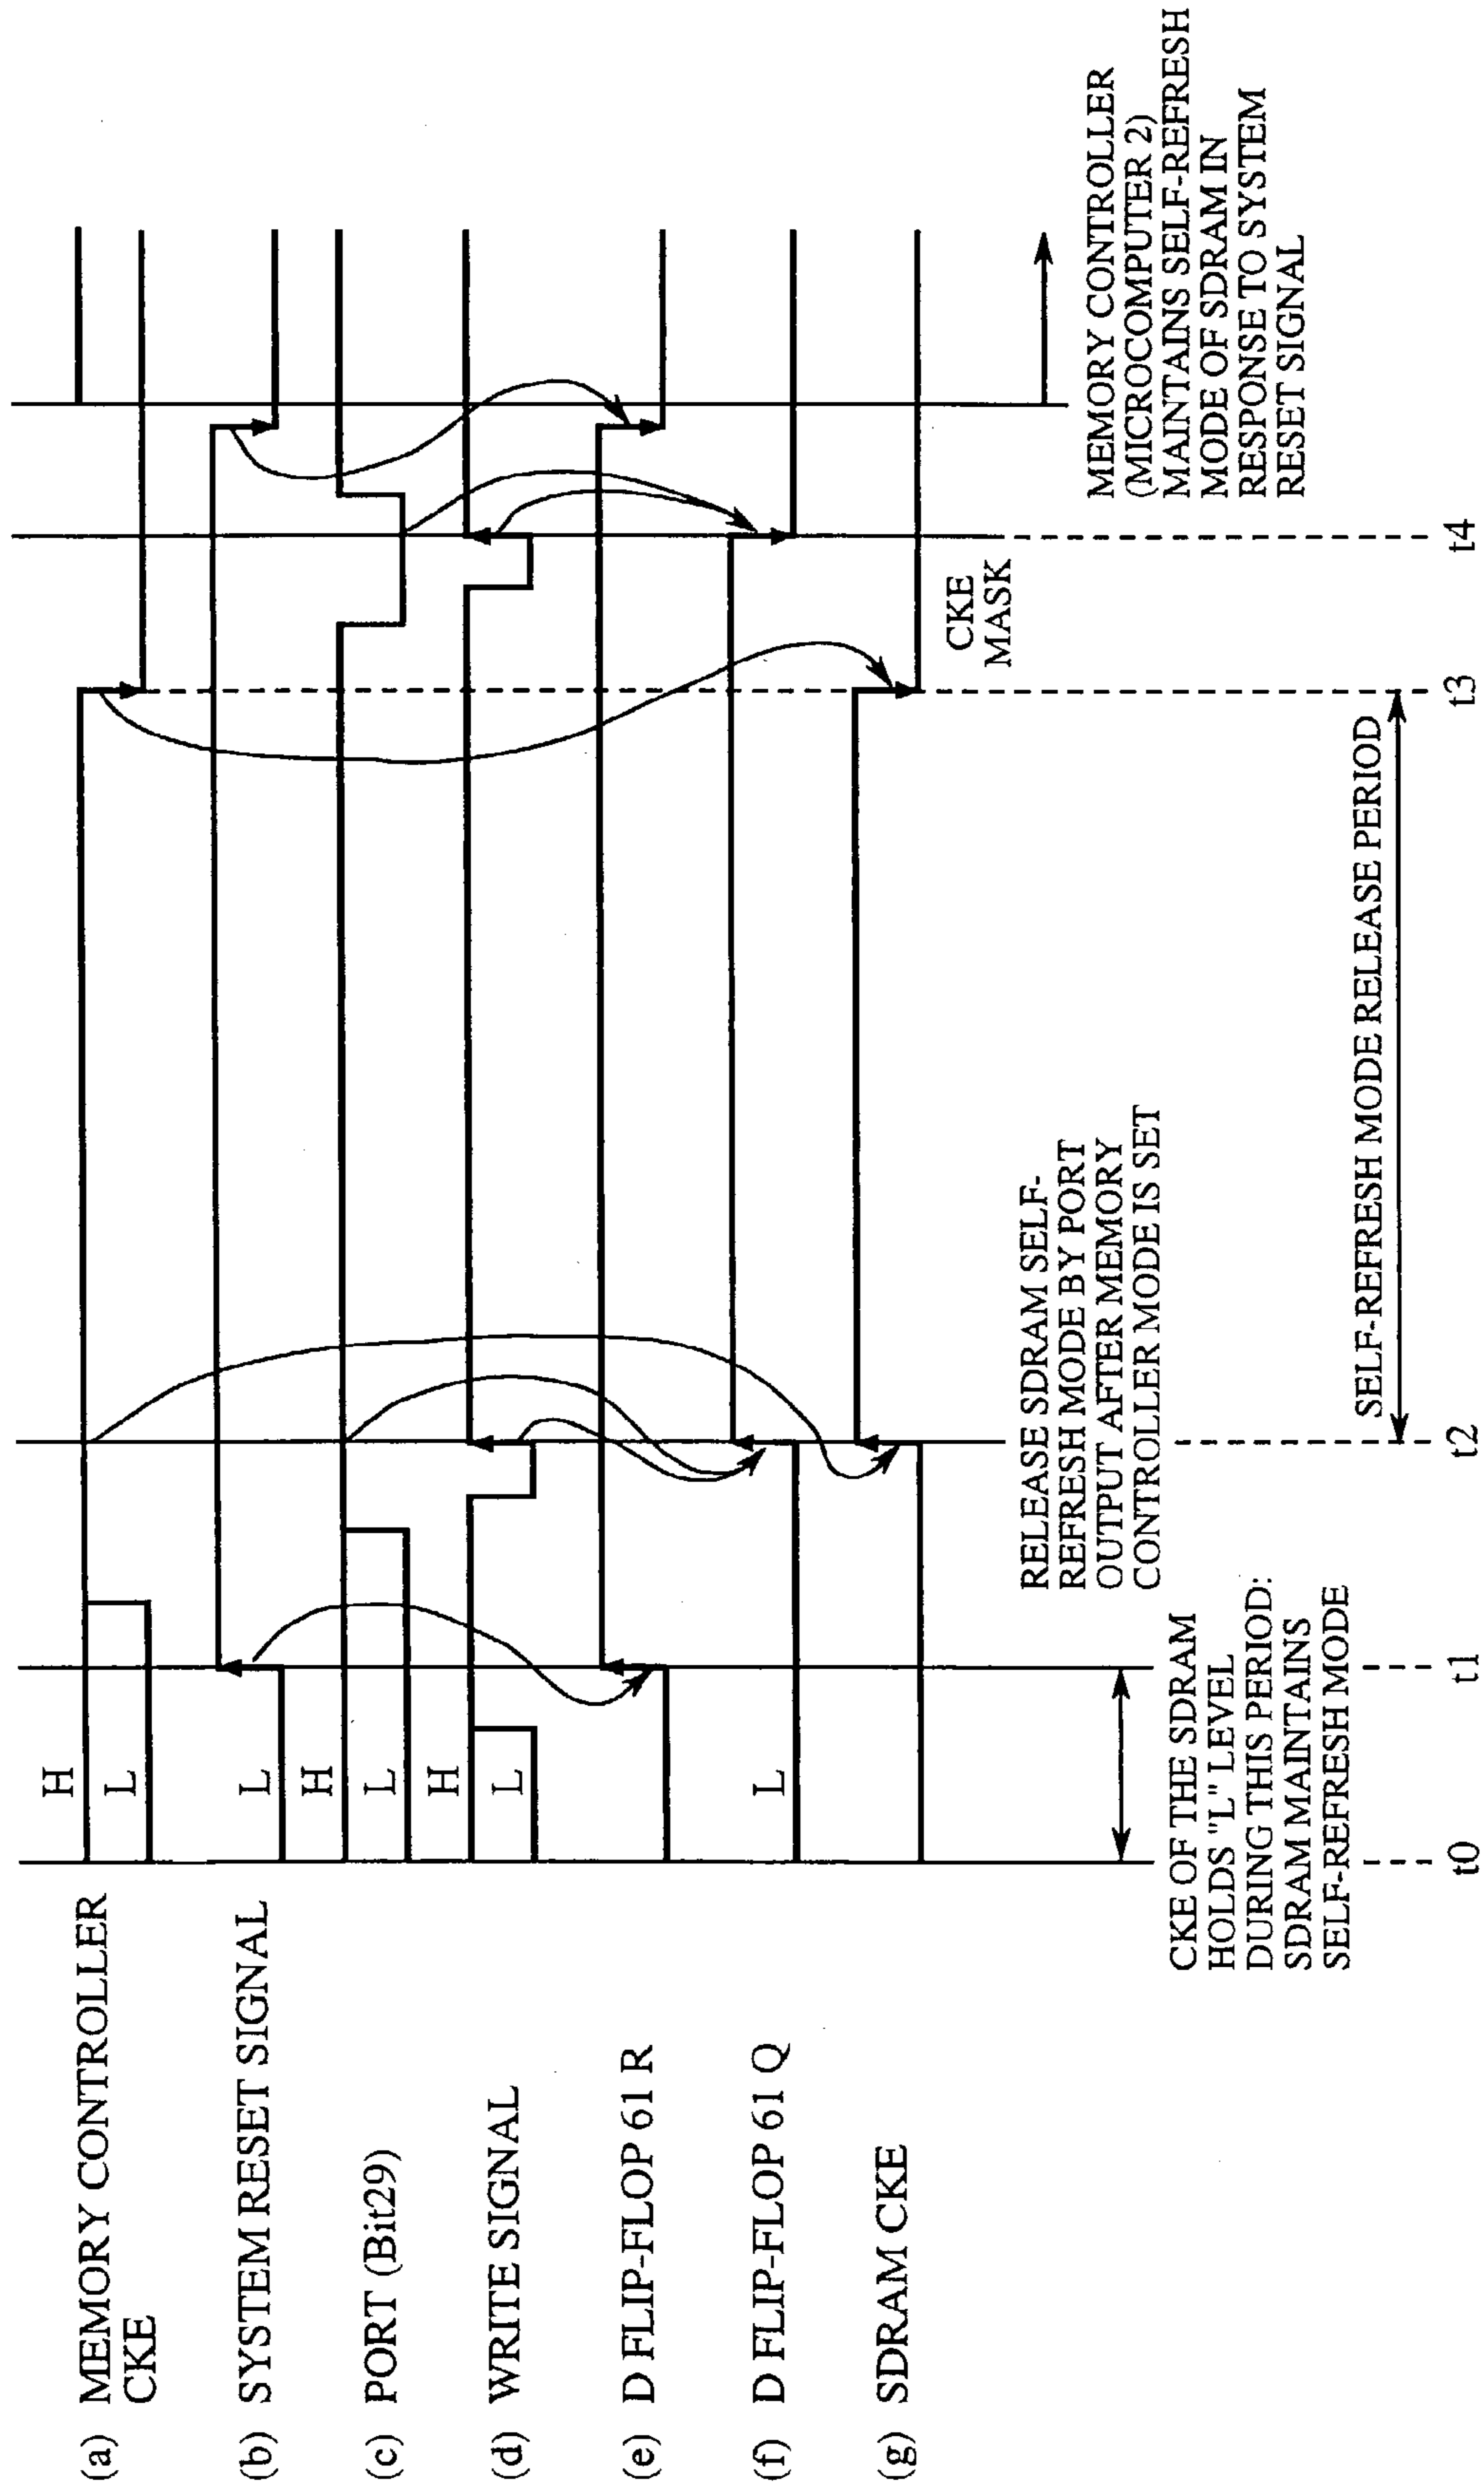 (a) MEMORY CONTROLLER
CKE
H
L
(b) SYSTEM RESET SIGNAL
L
(c) PORT (Bit29)
H
L
(d) WRITE SIGNAL
H
L
(e) D FLIP-FLOP 61 R
(f) D FLIP-FLOP 61 Q
L
(g) SDRAM CKE
CKE
MASK
CKE OF THE SDRAM
HOLDS "L" LEVEL
DURING THIS PERIOD:
SDRAM MAINTAINS
SELF-REFRESH MODE
RELEASE SDRAM SELF-
REFRESH MODE BY PORT
OUTPUT AFTER MEMORY
CONTROLLER MODE IS SET
MEMORY CONTROLLER
(MICROCOMPUTER 2)
MAINTAINS SELF-REFRESH
MODE OF SDRAM IN
RESPONSE TO SYSTEM
RESET SIGNAL
SELF-REFRESH MODE RELEASE PERIOD
t0
t1
t2
t3
t4